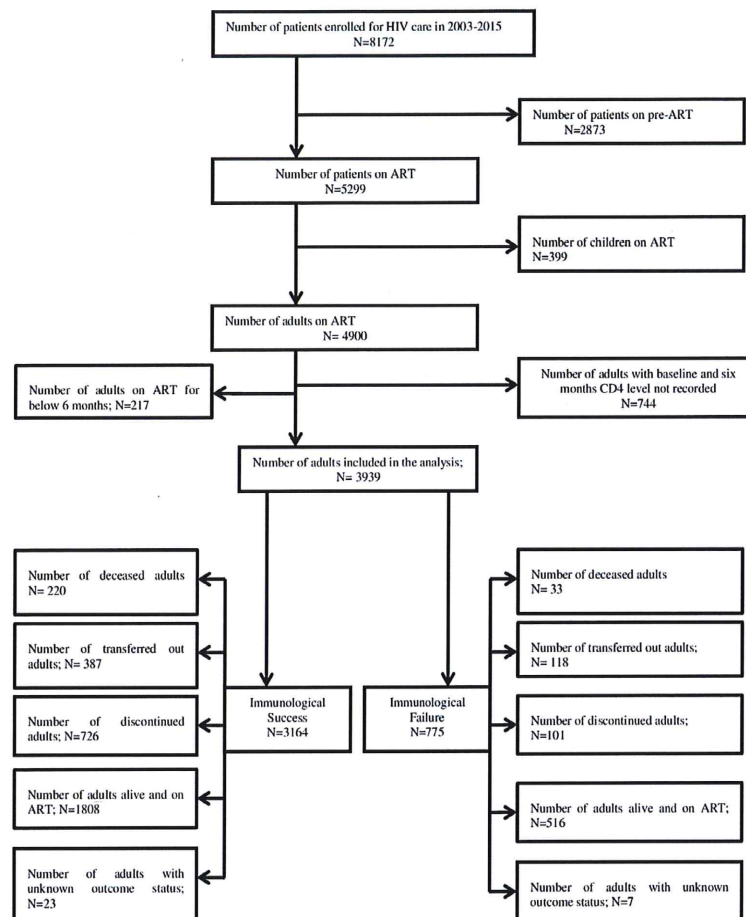 Number of patients enrolled for HIV care in 2003-2015
N=8172
Number of patients on pre-ART
N=2873
Number of patients on ART
N=5299
Number of children on ART
N=399
Number of adults on ART
N= 4900
Number of adults on ART for
below 6 months; N=217
Number of adults with baseline and six
months CD4 level not recorded
N=744
Number of adults included in the analysis;
N= 3939
Number of deceased adults
N= 220
Number of transferred out
adults; N= 387
Number of discontinued
adults; N=726
Number of adults alive and on
ART; N=1808
Number of adults with
unknown outcome status;
N=23
Immunological
Success
N=3164
Immunological
Failure
N=775
Number of deceased adults
N= 33
Number of transferred out adults;
N= 118
Number of discontinued adults;
N=101
Number of adults alive and on ART;
N=516
Number of adults with unknown
outcome status; N=7